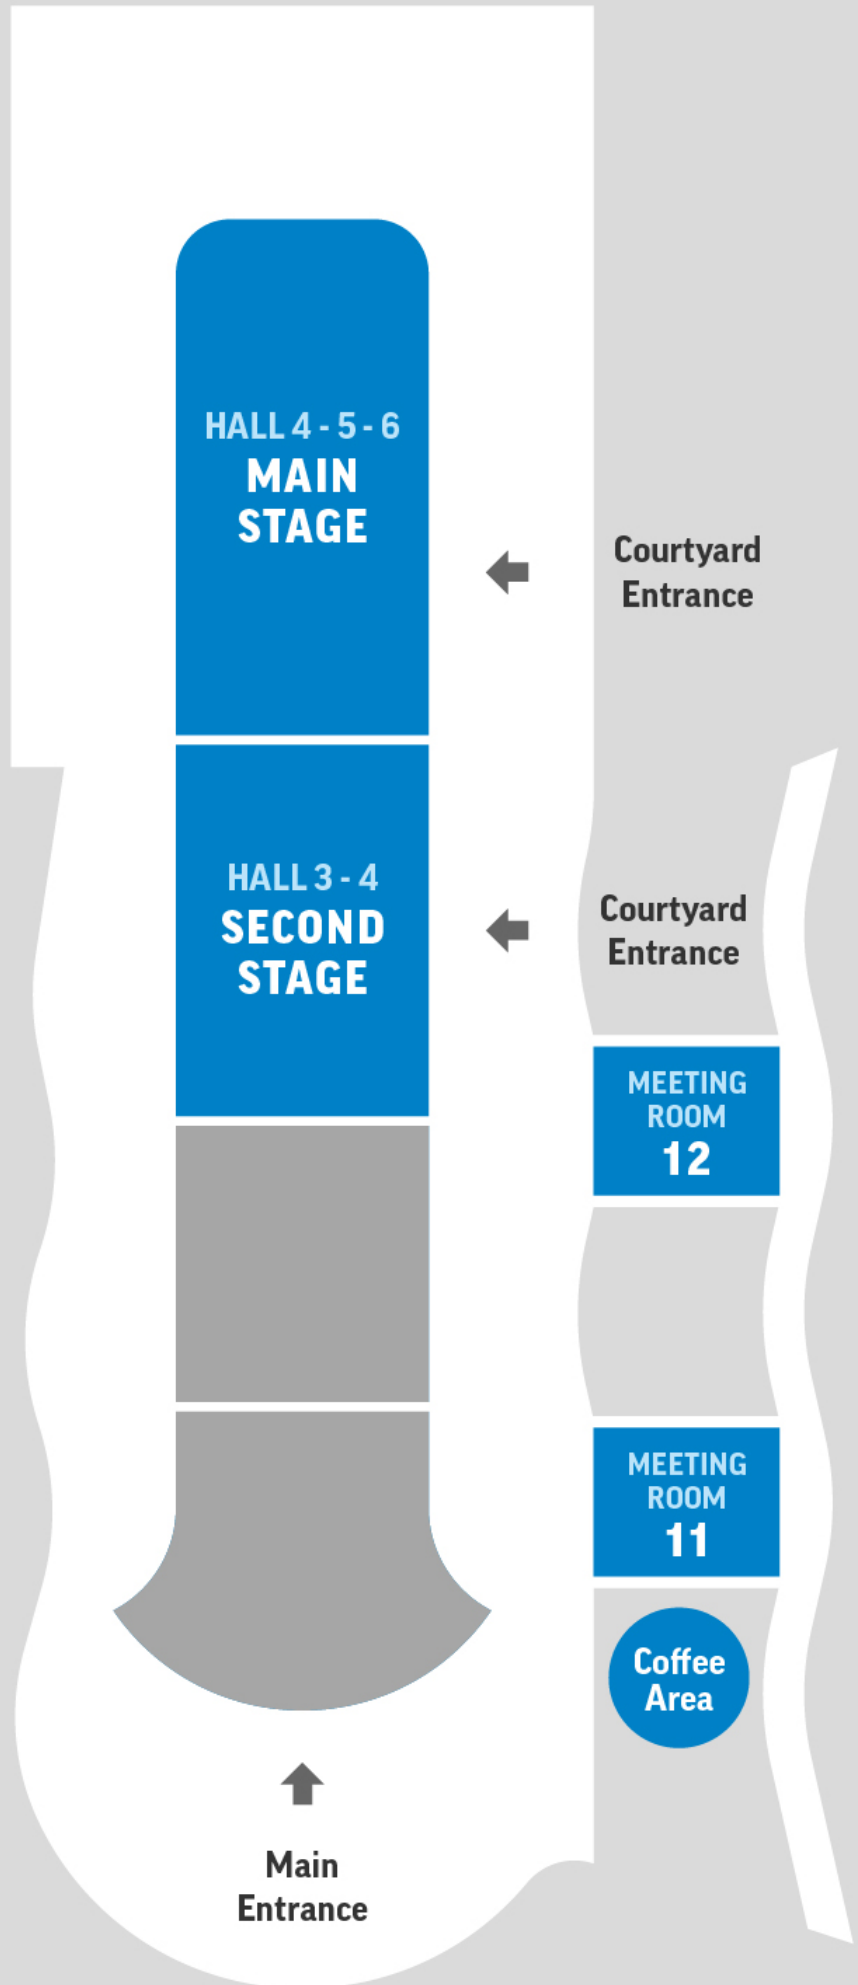 HALL 4 - 5 - 6
MAIN
STAGE
Courtyard
Entrance
HALL 3 - 4
SECOND
STAGE
Courtyard
Entrance
MEETING
ROOM
12
MEETING
ROOM
11
Coffee
Area
Main
Entrance